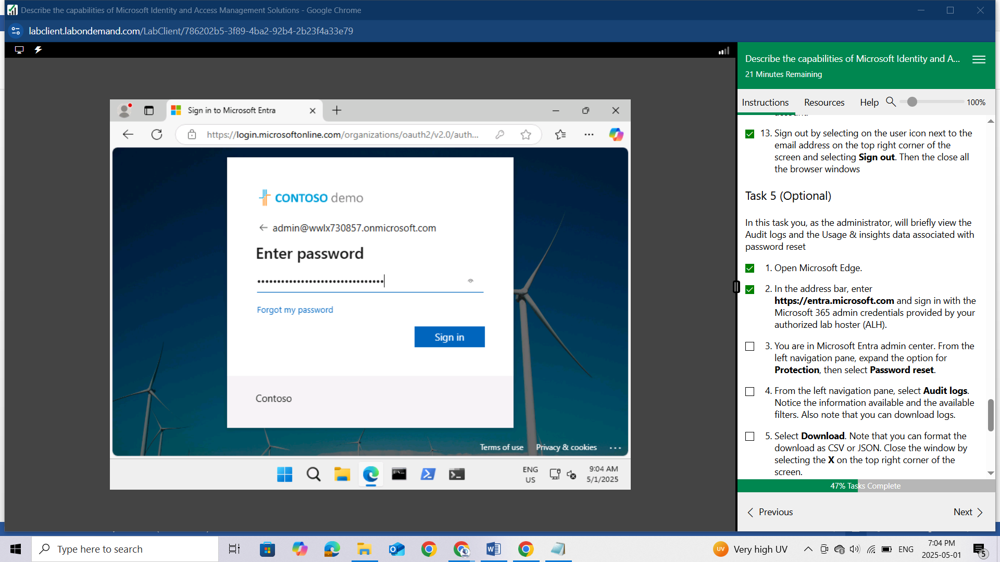 Describe the capabilities of Microsoft Identity and Access Management Solutions - Google Chrome
labclient.labondemand.com/LabClient/786202b5-3f89-4ba2-92b4-2b23f4a33e79
Describe the capabilities of Microsoft Identity and A...
21 Minutes Remaining
Instructions
Resources
Help
100%
13. Sign out by selecting on the user icon next to the
email address on the top right corner of the
screen and selecting Sign out. Then the close all
the browser windows
Task 5 (Optional)
In this task you, as the administrator, will briefly view the
Audit logs and the Usage & insights data associated with
password reset
1. Open Microsoft Edge.
2. In the address bar, enter
https://entra.microsoft.com and sign in with the
Microsoft 365 admin credentials provided by your
authorized lab hoster (ALH).
3. You are in Microsoft Entra admin center. From the
left navigation pane, expand the option for
Protection, then select Password reset.
4. From the left navigation pane, select Audit logs.
Notice the information available and the available
filters. Also note that you can download logs.
5. Select Download. Note that you can format the
download as CSV or JSON. Close the window by
selecting the X on the top right corner of the
screen.
47% Tasks Complete
Previous
Next
Sign in to Microsoft Entra
https://login.microsoftonline.com/organizations/oauth2/v2.0/auth...
CONTOSO demo
admin@wwlx730857.onmicrosoft.com
Enter password
Forgot my password
Sign in
Contoso
Terms of use
Privacy & cookies
ENG
US
9:04 AM
5/1/2025
Type here to search
UV
Very high UV
ENG
7:04 PM
2025-05-01
5